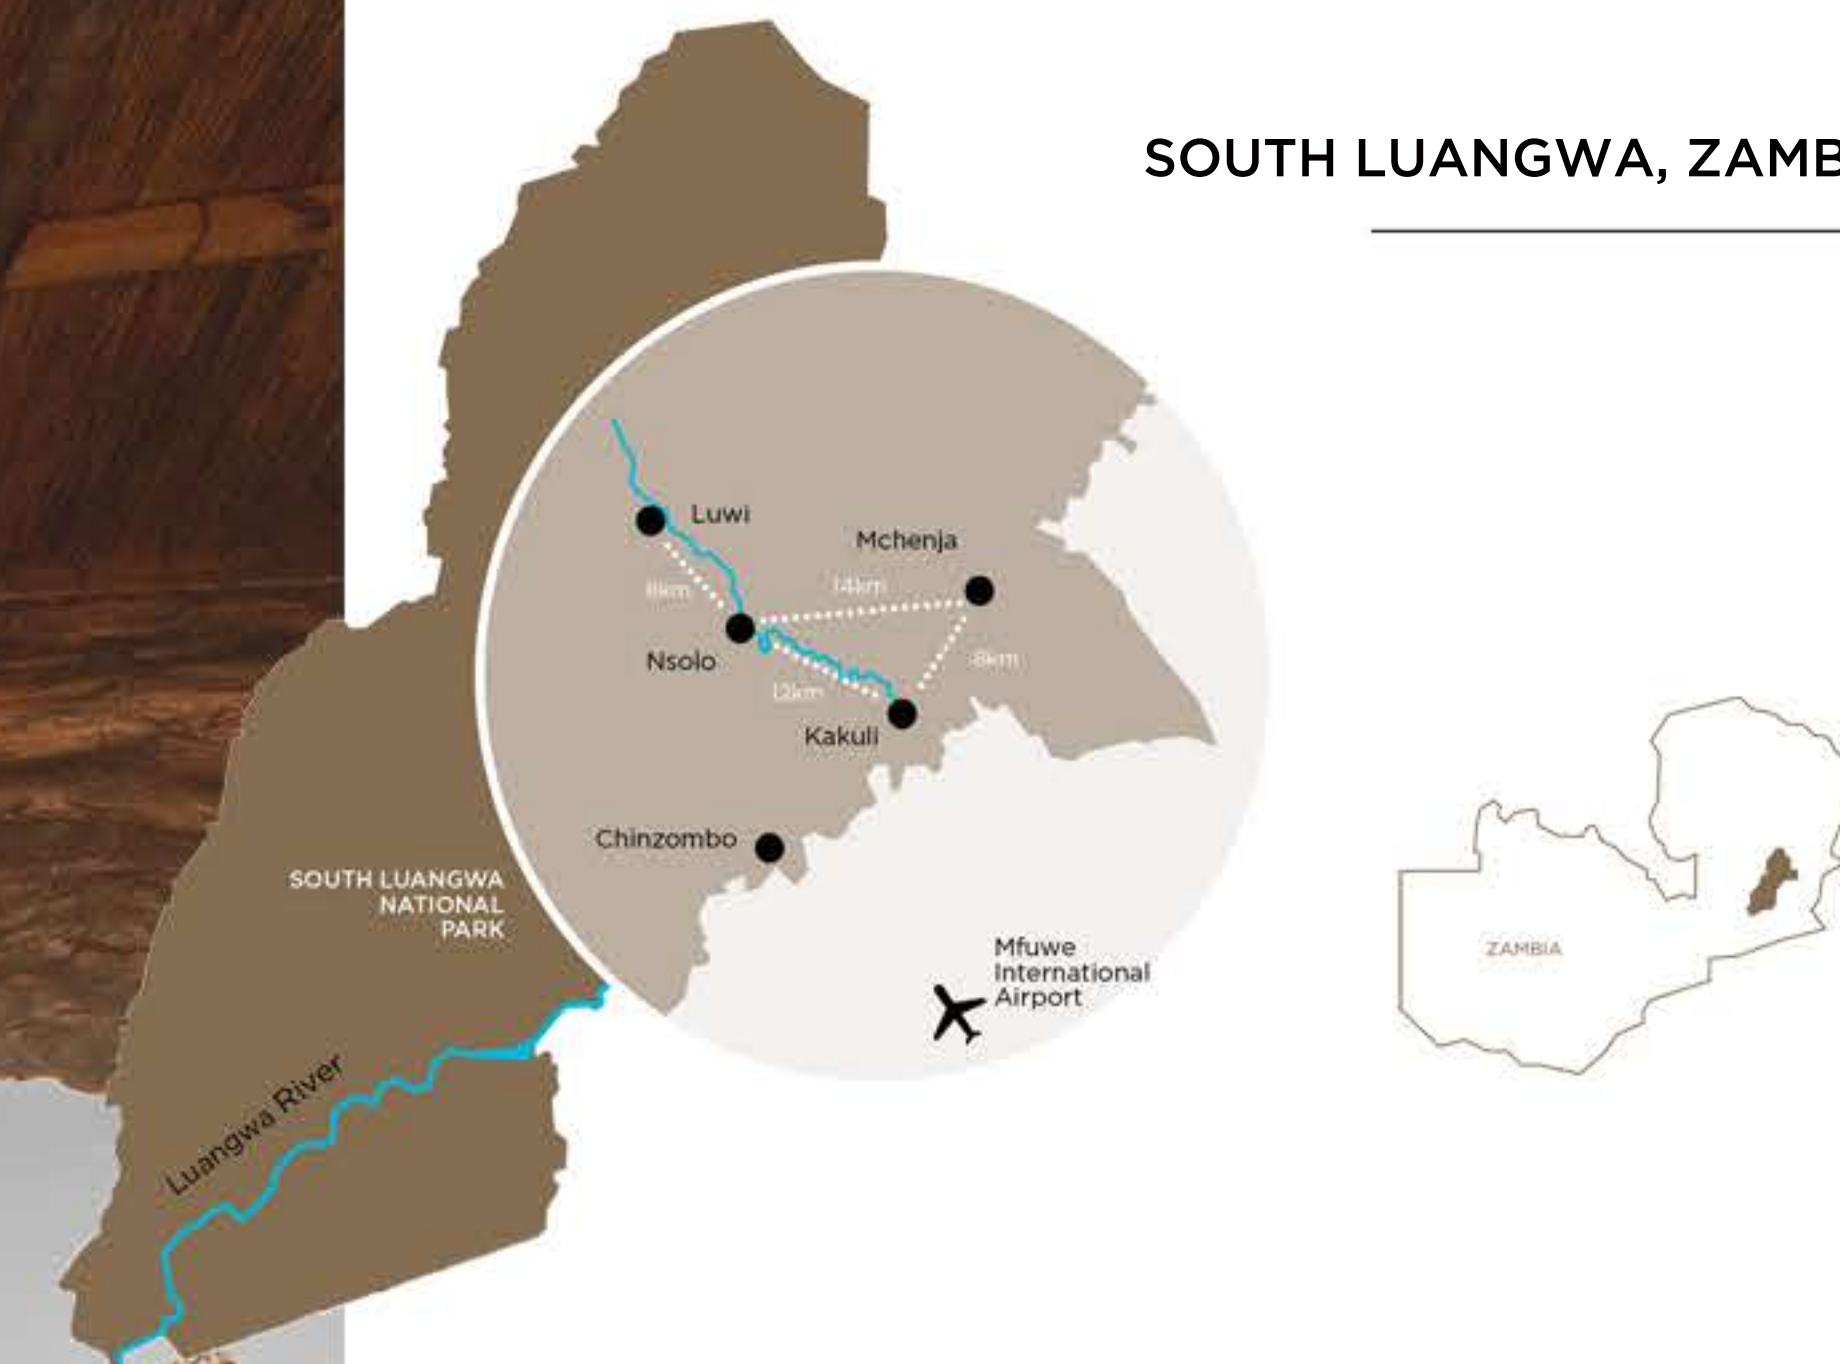 SOUTH LUANGWA, ZAMB
Luwi
Mchenja
14km
Nsolo
8km
12km
Kakuli
Chinzombo
SOUTH LUANGWA
NATIONAL
PARK
Mfuwe
International
Airport
ZAMBIA
Luangwa River